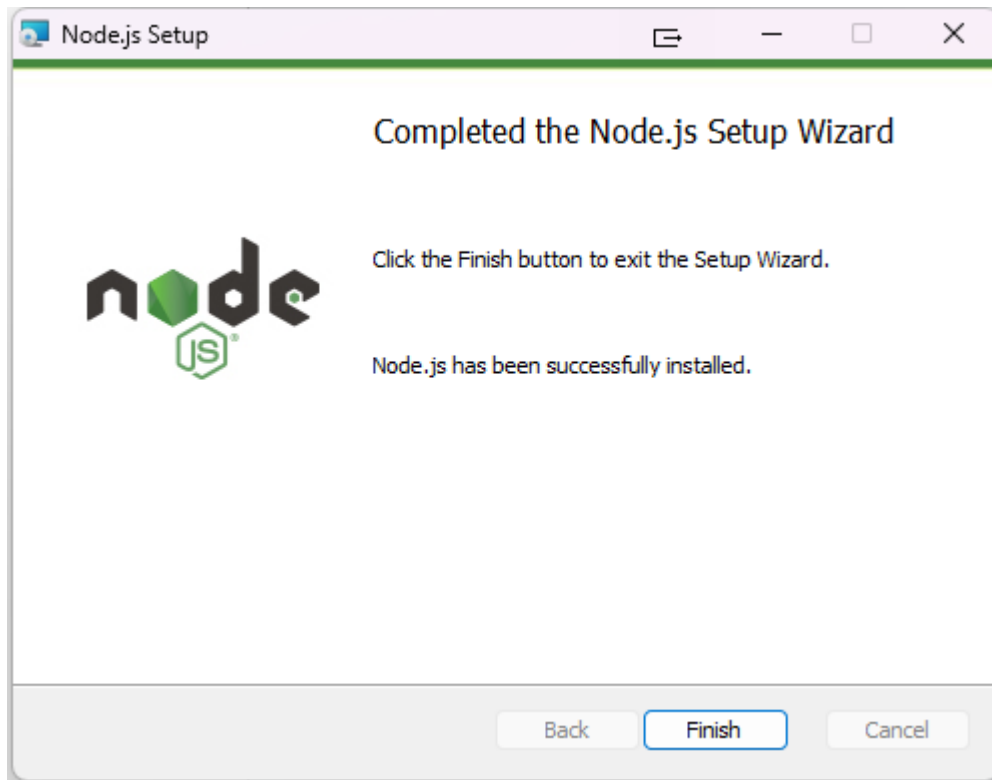 Node.js Setup
Completed the Node.js Setup Wizard
Click the Finish button to exit the Setup Wizard.
node
JS®
Node.js has been successfully installed.
Back Finish Cancel